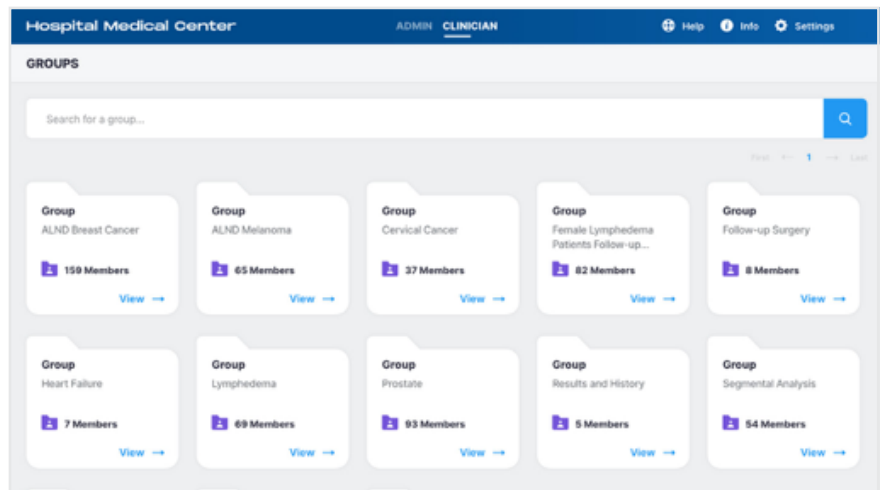 Hospital Medical Center
ADMIN CLINICIAN
Help Info Settings
GROUPS
Search for a group...
First ← 1 → Last
Group
ALND Breast Cancer
159 Members
View →
Group
ALND Melanoma
65 Members
View →
Group
Cervical Cancer
37 Members
View →
Group
Female Lymphedema
Patients Follow-up...
82 Members
View →
Group
Follow-up Surgery
8 Members
View →
Group
Heart Failure
7 Members
View →
Group
Lymphedema
69 Members
View →
Group
Prostate
93 Members
View →
Group
Results and History
5 Members
View →
Group
Segmental Analysis
54 Members
View →